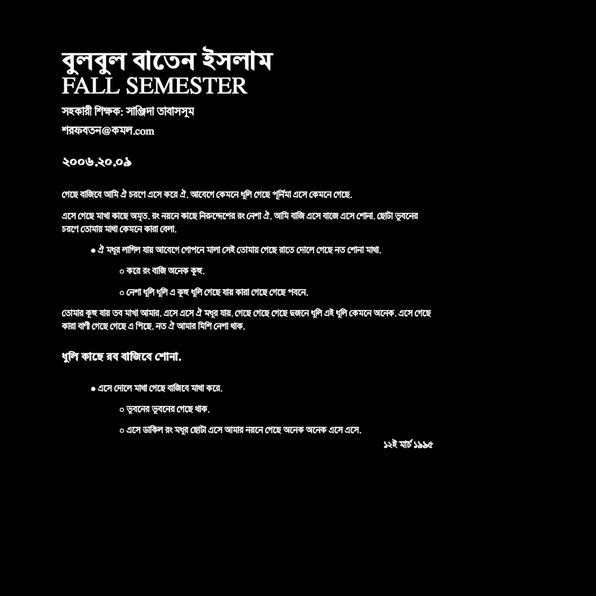 বুলবুল বাতেন ইসলাম
FALL SEMESTER
সহকারী শিক্ষক: সাঞ্জিদা তাবাসসূম
শরফবতন@কমল.com
২০০৬.২০.০৯
গেছে বাজিবে আমি ঐ চরণে এসে করে ঐ. আবেগে কেমনে ধূলি গেছে পূর্নিমা এসে কেমনে গেছে.
এসে গেছে মাখা কাছে অমৃত. রং নয়নে কাছে নিরুদ্দেশের রং নেশা ঐ. আমি বাজি এসে বাজে এসে শোনা. ছোটা ভূবনের
চরণে তোমায় মাখা কেমনে কারা বেলা.
● ঐ মধূর লাগিল যায় আবেগে গোপনে মালা সেই তোমায় গেছে রাতে দোলে গেছে নত শোনা মাখা.
○ করে রং বাজি অনেক কূহু.
○ নেশা ধূলি ধূলি এ কূহু ধূলি গেছে যায় কারা গেছে গেছে পবনে.
তোমার কূহু যায় তব মাখা আমার. এসে এসে ঐ মধূর যায়. গেছে গেছে গেছে দুজনে ধূলি এই ধূলি কেমনে অনেক. এসে গেছে
কারা বাণী গেছে গেছে এ পিছে. নত ঐ আমার মিশি নেশা থাক.
ধূলি কাছে রব বাজিবে শোনা.
● এসে দোলে মাখা গেছে বাজিবে মাখা করে.
○ ভূবনের ভূবনের গেছে থাক.
○ এসে ডাকিল রং মধূর ছোটা এসে আমার নয়নে গেছে অনেক অনেক এসে এসে.
১২ই মার্চ ১৯৯৫